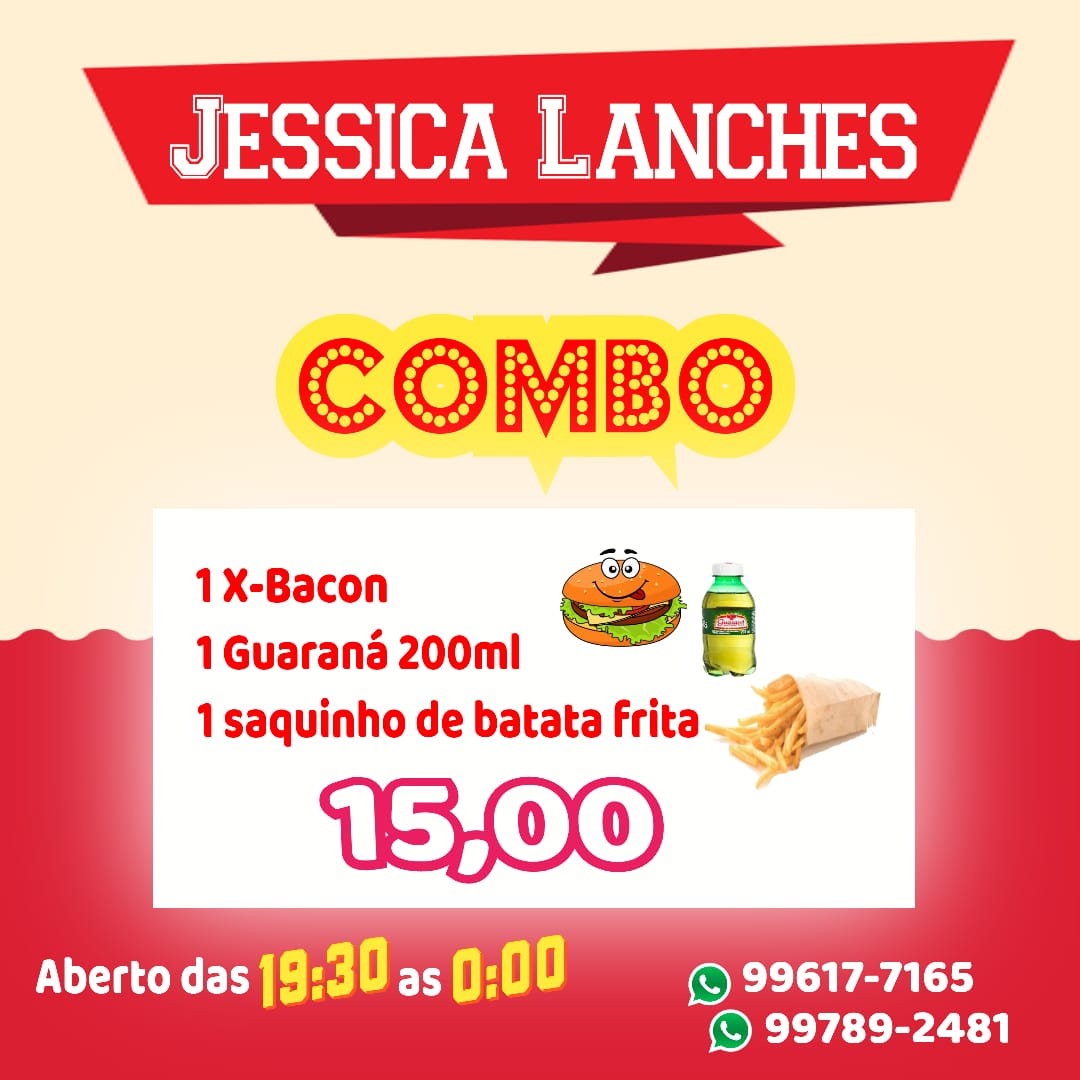 JESSICA LANCHES
COMBO
1 X-Bacon
1 Guaraná 200ml
1 saquinho de batata frita
Guaraná
15,00
Aberto das 19:30 as 0:00
99617-7165
99789-2481